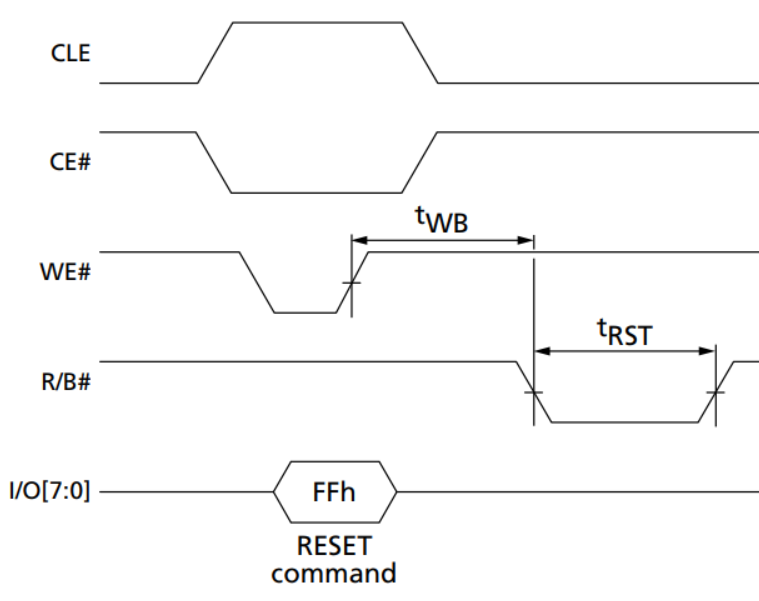 CLE
CE#
tWB
WE#
tRST
R/B#
I/O[7:0]
FFh
RESET
command